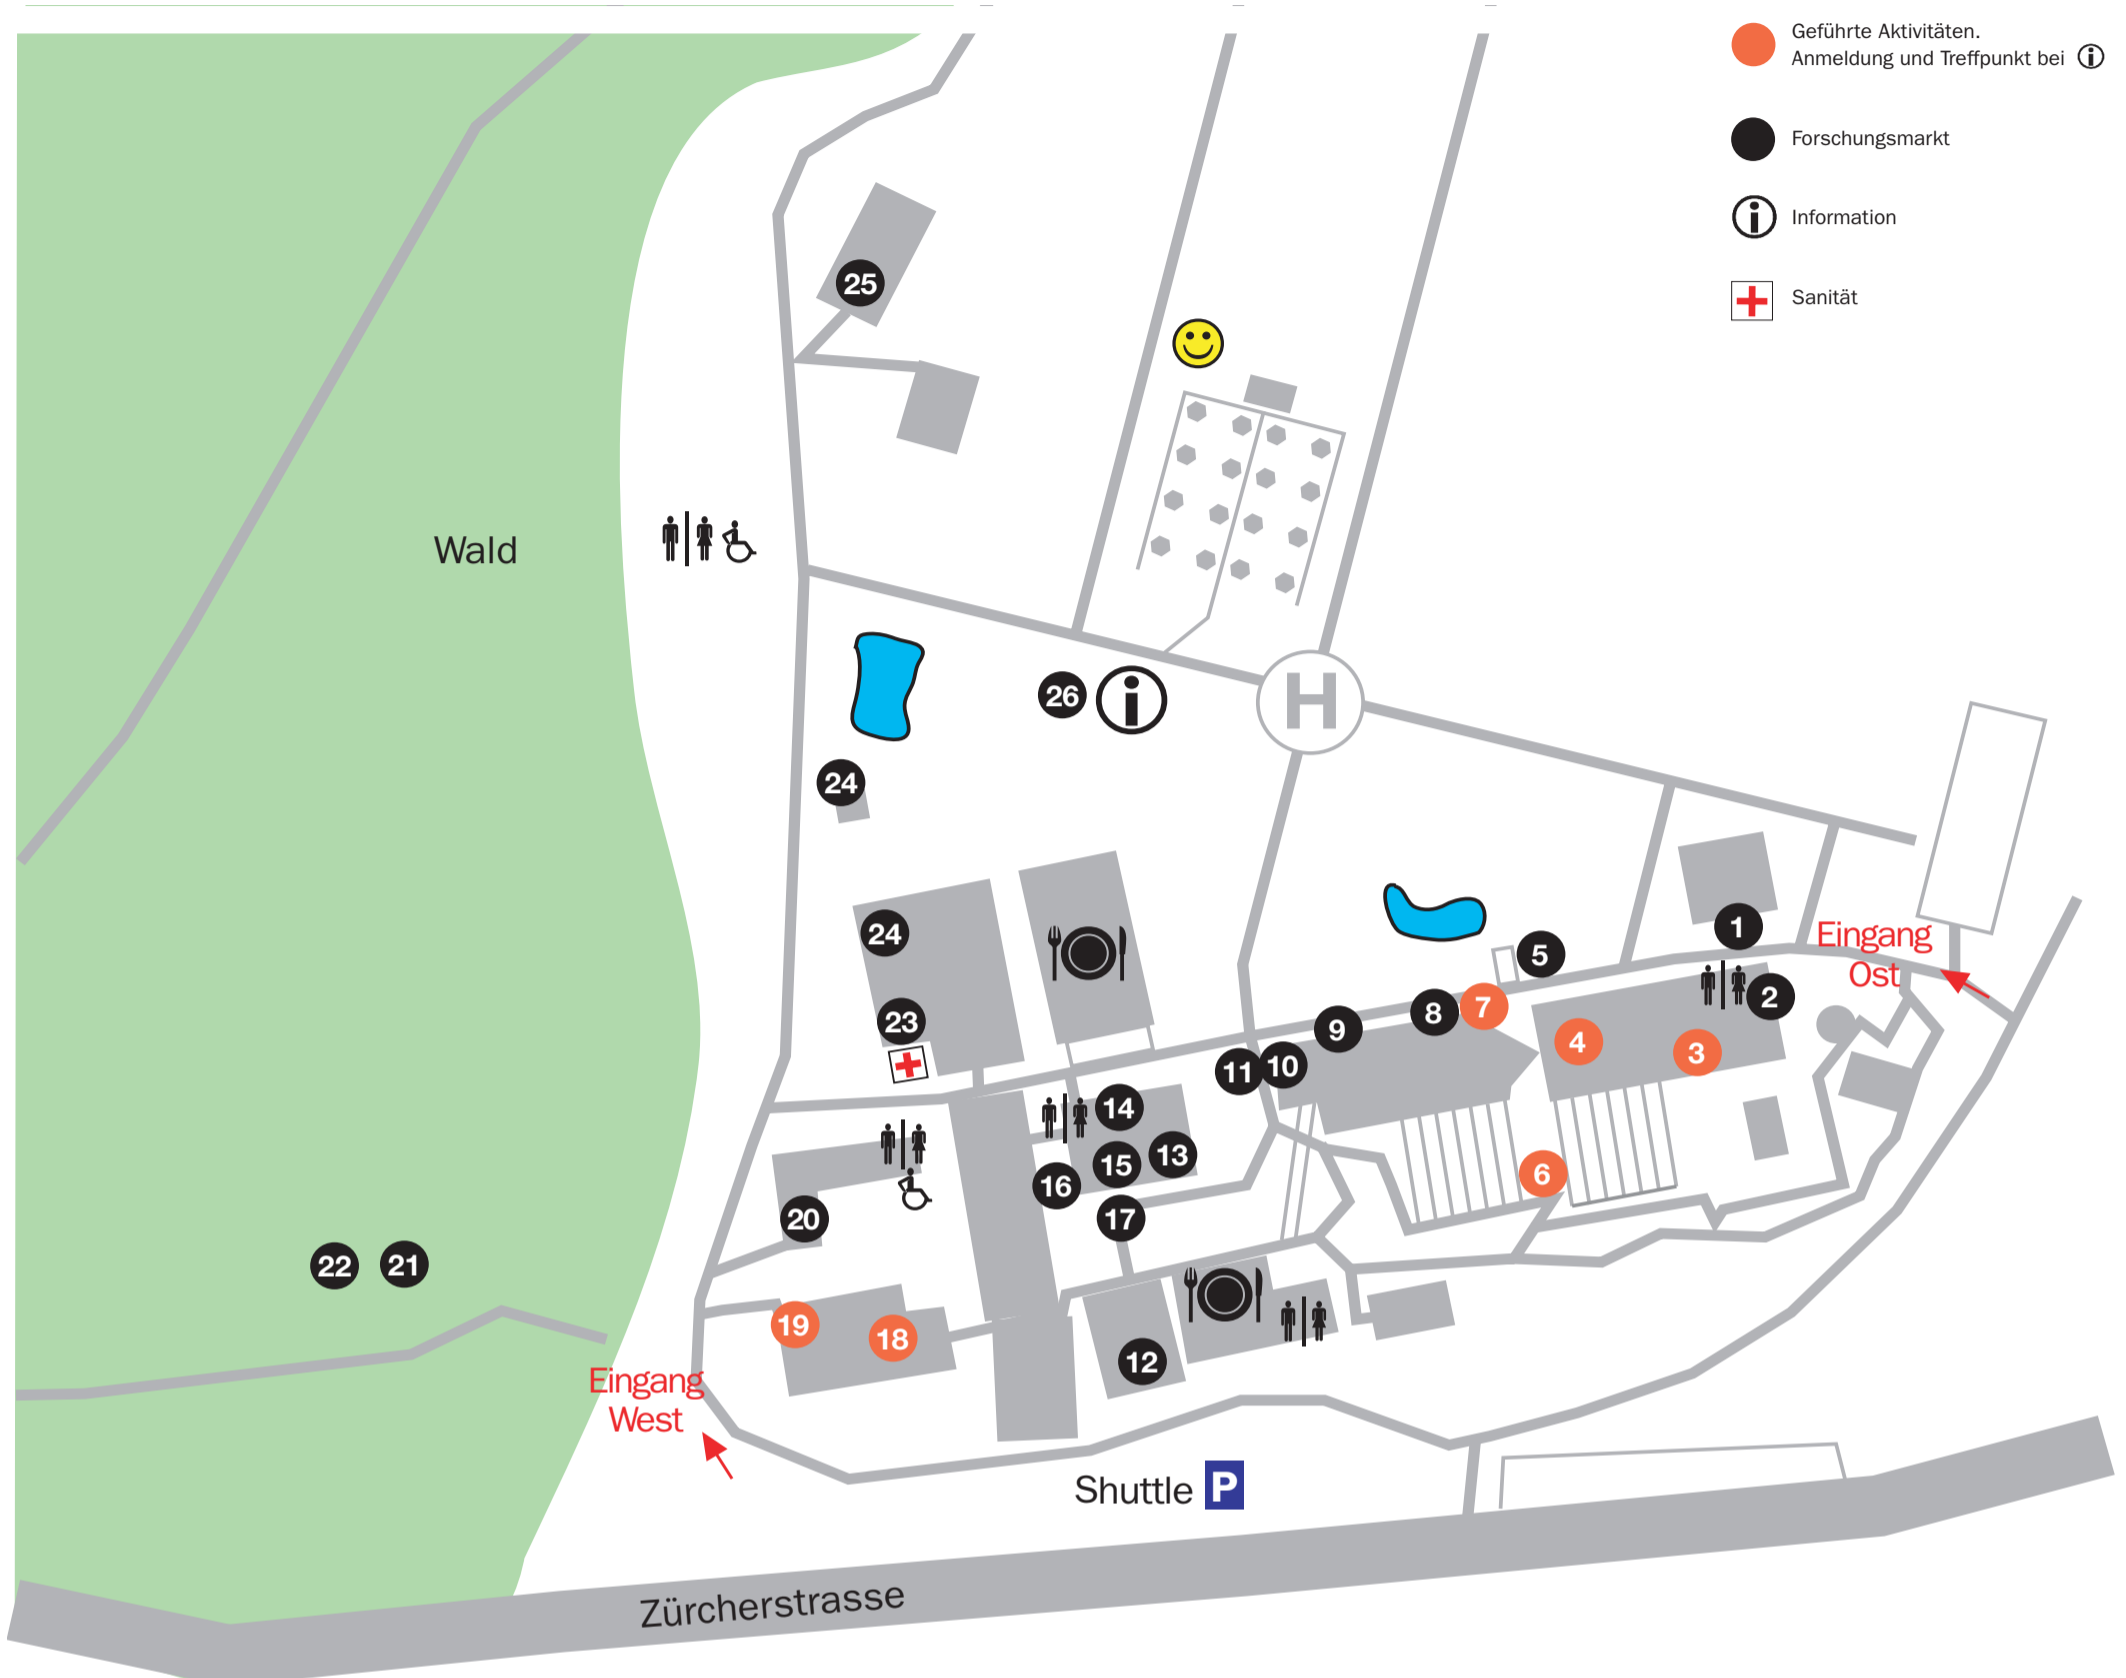 Geführte Aktivitäten.
Anmeldung und Treffpunkt bei i
Forschungsmarkt
i Information
Sanität
25
Wald
26 i
H
24
24
1
Eingang
Ost
5
2
23
8
7
9
4
3
11
10
14
15
13
16
6
17
20
22
21
19
18
12
Eingang
West
Shuttle P
Zürcherstrasse